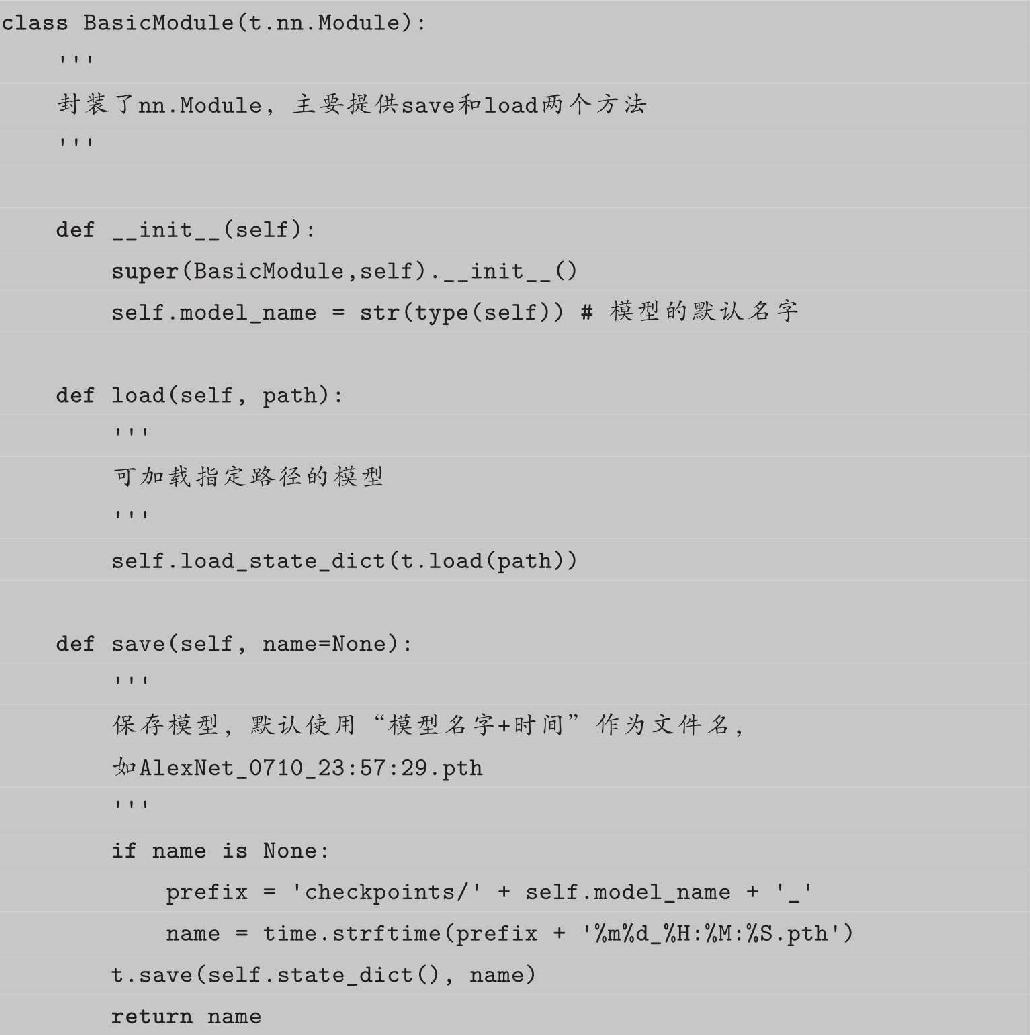 class BasicModule(t.nn.Module):
    '''
    封装了nn.Module, 主要提供save和load两个方法
    '''
    def __init__(self):
        super(BasicModule,self).__init__()
        self.model_name = str(type(self)) # 模型的默认名字
    def load(self, path):
        '''
        可加载指定路径的模型
        '''
        self.load_state_dict(t.load(path))
    def save(self, name=None):
        '''
        保存模型, 默认使用“模型名字+时间”作为文件名,
        如AlexNet_0710_23:57:29.pth
        '''
        if name is None:
            prefix = 'checkpoints/' + self.model_name + '_'
            name = time.strftime(prefix + '%m%d_%H:%M:%S.pth')
        t.save(self.state_dict(), name)
        return name